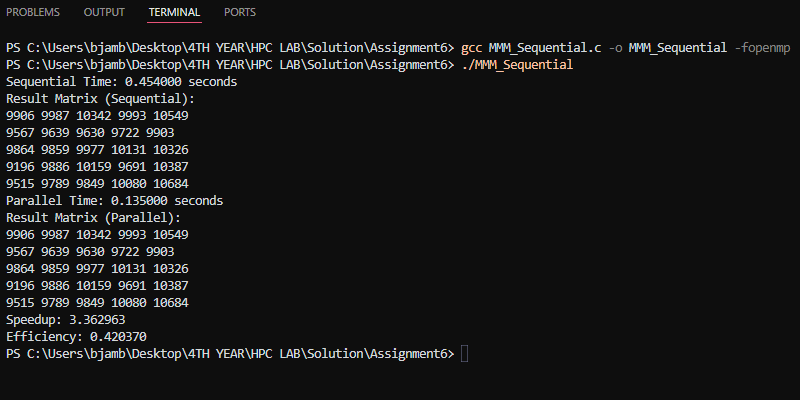 PROBLEMS OUTPUT TERMINAL PORTS
PS C:\Users\bjamb\Desktop\4TH YEAR\HPC LAB\Solution\Assignment6> gcc MMM_Sequential.c -o MMM_Sequential -fopenmp
PS C:\Users\bjamb\Desktop\4TH YEAR\HPC LAB\Solution\Assignment6> ./MMM_Sequential
Sequential Time: 0.454000 seconds
Result Matrix (Sequential):
9906 9987 10342 9993 10549
9567 9639 9630 9722 9903
9864 9859 9977 10131 10326
9196 9886 10159 9691 10387
9515 9789 9849 10080 10684
Parallel Time: 0.135000 seconds
Result Matrix (Parallel):
9906 9987 10342 9993 10549
9567 9639 9630 9722 9903
9864 9859 9977 10131 10326
9196 9886 10159 9691 10387
9515 9789 9849 10080 10684
Speedup: 3.362963
Efficiency: 0.420370
PS C:\Users\bjamb\Desktop\4TH YEAR\HPC LAB\Solution\Assignment6>